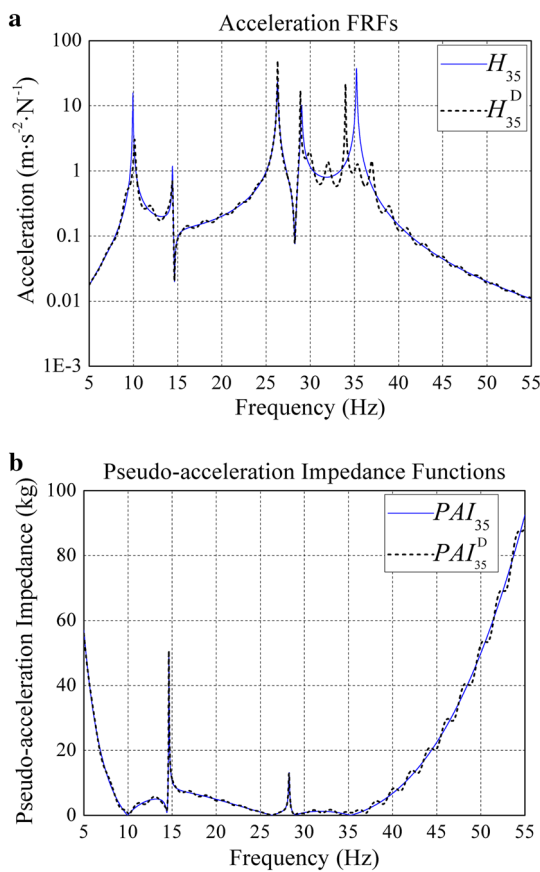 a
Acceleration FRFs
Acceleration (m·s⁻²·N⁻¹)
100
10
1
0.1
0.01
1E-3
H₃₅
Hᴰ₃₅
5 10 15 20 25 30 35 40 45 50 55
Frequency (Hz)
b
Pseudo-acceleration Impedance Functions
Pseudo-acceleration Impedance (kg)
100
80
60
40
20
0
PAI₃₅
PAIᴰ₃₅
5 10 15 20 25 30 35 40 45 50 55
Frequency (Hz)